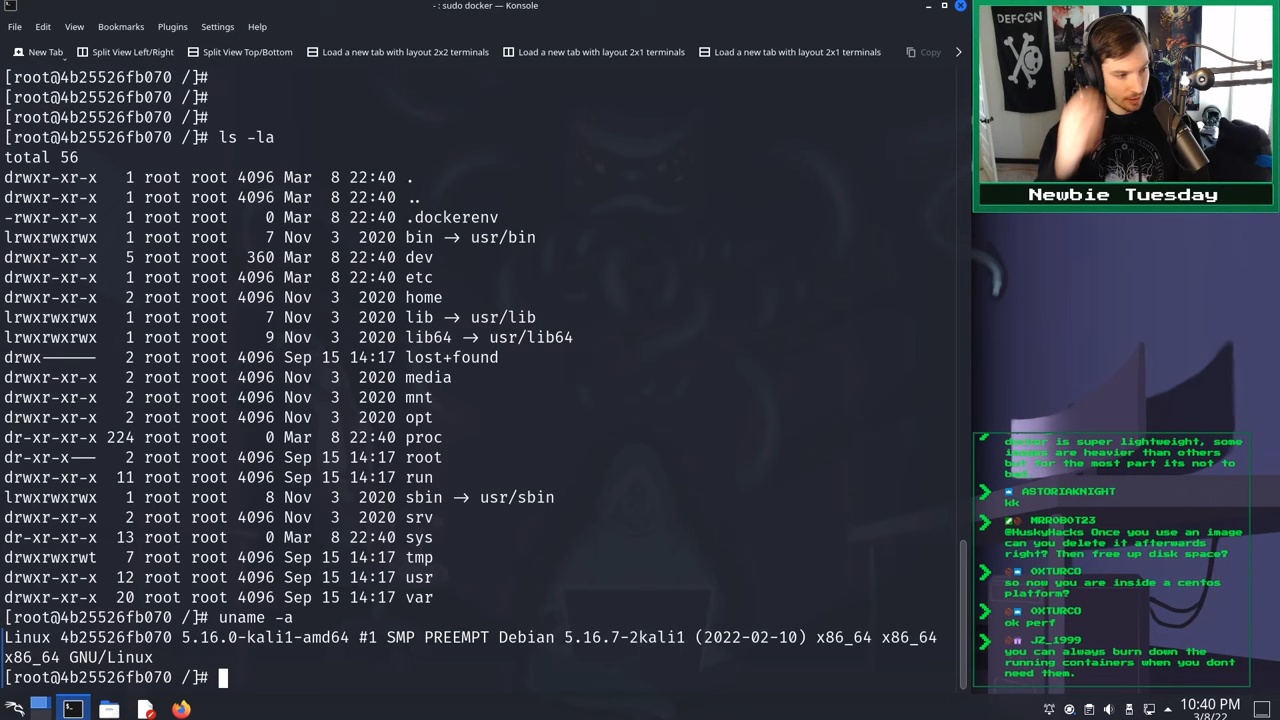 - : sudo docker — Konsole
File Edit View Bookmarks Plugins Settings Help
New Tab Split View Left/Right Split View Top/Bottom Load a new tab with layout 2x2 terminals Load a new tab with layout 2x1 terminals Load a new tab with layout 2x1 terminals Copy
[root@4b25526fb070 /]#
[root@4b25526fb070 /]#
[root@4b25526fb070 /]#
[root@4b25526fb070 /]# ls -la
total 56
drwxr-xr-x 1 root root 4096 Mar 8 22:40 .
drwxr-xr-x 1 root root 4096 Mar 8 22:40 ..
-rwxr-xr-x 1 root root 0 Mar 8 22:40 .dockerenv
lrwxrwxrwx 1 root root 7 Nov 3 2020 bin -> usr/bin
drwxr-xr-x 5 root root 360 Mar 8 22:40 dev
drwxr-xr-x 1 root root 4096 Mar 8 22:40 etc
drwxr-xr-x 2 root root 4096 Nov 3 2020 home
lrwxrwxrwx 1 root root 7 Nov 3 2020 lib -> usr/lib
lrwxrwxrwx 1 root root 9 Nov 3 2020 lib64 -> usr/lib64
drwx------ 2 root root 4096 Sep 15 14:17 lost+found
drwxr-xr-x 2 root root 4096 Nov 3 2020 media
drwxr-xr-x 2 root root 4096 Nov 3 2020 mnt
drwxr-xr-x 2 root root 4096 Nov 3 2020 opt
dr-xr-xr-x 224 root root 0 Mar 8 22:40 proc
dr-xr-x--- 2 root root 4096 Sep 15 14:17 root
drwxr-xr-x 11 root root 4096 Sep 15 14:17 run
lrwxrwxrwx 1 root root 8 Nov 3 2020 sbin -> usr/sbin
drwxr-xr-x 2 root root 4096 Nov 3 2020 srv
dr-xr-xr-x 13 root root 0 Mar 8 22:40 sys
drwxrwxrwt 7 root root 4096 Sep 15 14:17 tmp
drwxr-xr-x 12 root root 4096 Sep 15 14:17 usr
drwxr-xr-x 20 root root 4096 Sep 15 14:17 var
[root@4b25526fb070 /]# uname -a
Linux 4b25526fb070 5.16.0-kali1-amd64 #1 SMP PREEMPT Debian 5.16.7-2kali1 (2022-02-10) x86_64 x86_64
x86_64 GNU/Linux
[root@4b25526fb070 /]#
DEFCON
Newbie Tuesday
docker is super lightweight, some
images are heavier than others
but for the most part its not to
bad
ASTORIAKNIGHT
kk
MRROBOT23
@HuskyHacks Once you use an image
can you delete it afterwards
right? Then free up disk space?
0XTURCO
so now you are inside a centos
platform?
0XTURCO
ok perf
JZ_1999
you can always burn down the
running containers when you dont
need them.
10:40 PM
3/8/22